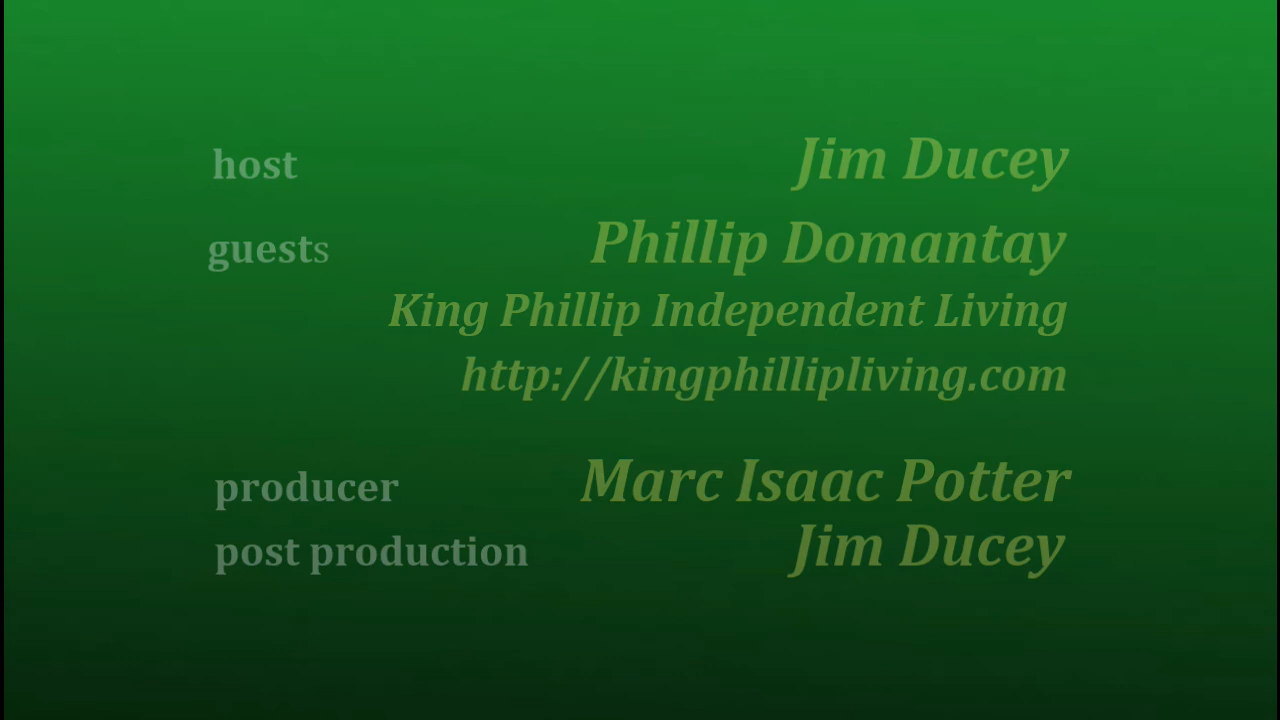 host Jim Ducey
guests Phillip Domantay
King Phillip Independent Living
http://kingphillipliving.com
producer Marc Isaac Potter
post production Jim Ducey